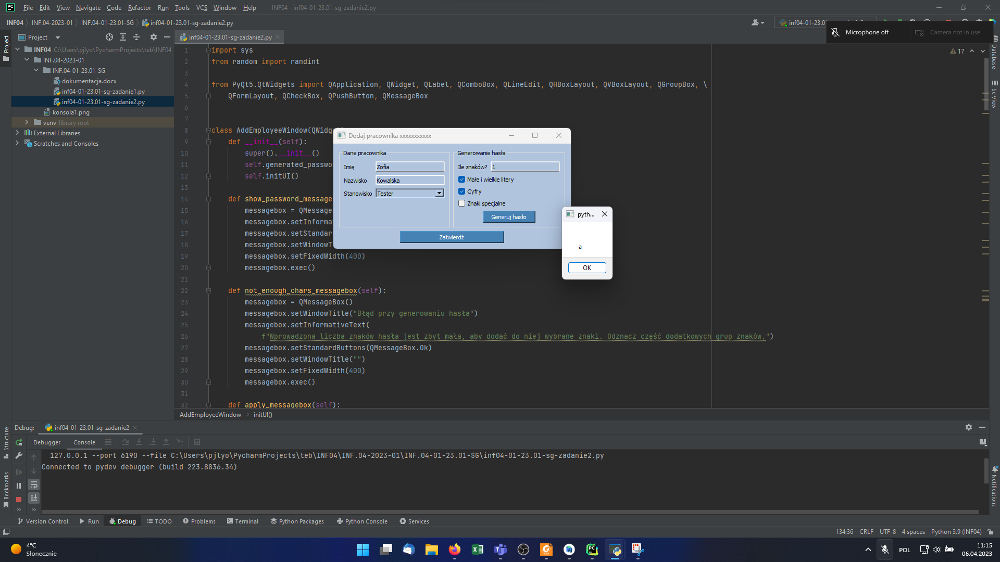 File Edit View Navigate Code Refactor Run Tools VCS Window Help INF04 - inf04-01-23.01-sg-zadanie2.py
INF04 INF.04-2023-01 INF.04-01-23.01-SG inf04-01-23.01-sg-zadanie2.py
inf04-01-23.01
Microphone off Camera not in use
Project
Project
inf04-01-23.01-sg-zadanie2.py
INF04 C:\Users\pjlyo\PycharmProjects\teb\INF04
INF.04-2023-01
INF.04-01-23.01-SG
dokumentacja.docx
inf04-01-23.01-sg-zadanie1.py
inf04-01-23.01-sg-zadanie2.py
konsola1.png
venv library root
External Libraries
Scratches and Consoles
17
Database
SciView
1 import sys
2 from random import randint
3
4 from PyQt5.QtWidgets import QApplication, QWidget, QLabel, QComboBox, QLineEdit, QHBoxLayout, QVBoxLayout, QGroupBox, \
5 QFormLayout, QCheckBox, QPushButton, QMessageBox
6
7
8 class AddEmployeeWindow(QWidg
9 def __init__(self):
10 super().__init__()
11 self.generated_passwo
12 self.initUI()
13
14 def show_password_message
15 messagebox = QMessage
16 messagebox.setInforma
17 messagebox.setStandar
18 messagebox.setWindowT
19 messagebox.setFixedWidth(400)
20 messagebox.exec()
21
22 def not_enough_chars_messagebox(self):
23 messagebox = QMessageBox()
24 messagebox.setWindowTitle("Błąd przy generowaniu hasła")
25 messagebox.setInformativeText(
26 f"Wprowadzona liczba znaków hasła jest zbyt mała, aby dodać do niej wybrane znaki. Odznacz część dodatkowych grup znaków.")
27 messagebox.setStandardButtons(QMessageBox.Ok)
28 messagebox.setWindowTitle("")
29 messagebox.setFixedWidth(400)
30 messagebox.exec()
31
32 def apply_messagebox(self):
AddEmployeeWindow initUI()
Dodaj pracownika xxxxxxxxxxx
Dane pracownika
Imię Zofia
Nazwisko Kowalska
Stanowisko Tester
Generowanie hasła
Ile znaków? 1
Małe i wielkie litery
Cyfry
Znaki specjalne
Generuj hasło
Zatwierdź
pyth...
a
OK
Debug: inf04-01-23.01-sg-zadanie2
Debugger Console
127.0.0.1 --port 6190 --file C:\Users\pjlyo\PycharmProjects\teb\INF04\INF.04-2023-01\INF.04-01-23.01-SG\inf04-01-23.01-sg-zadanie2.py
Connected to pydev debugger (build 223.8836.34)
Structure
Bookmarks
Notifications
Version Control Run Debug TODO Problems Terminal Python Packages Python Console Services
134:36 CRLF UTF-8 4 spaces Python 3.9 (INF04)
4°C
Słonecznie
POL
11:15
06.04.2023